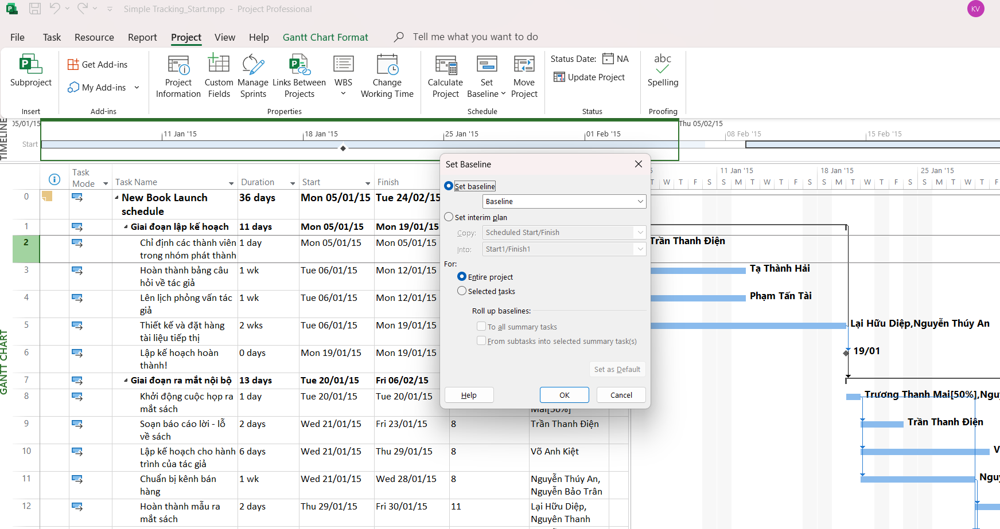 Simple Tracking_Start.mpp - Project Professional
KV
File Task Resource Report Project View Help Gantt Chart Format Tell me what you want to do
Subproject
Insert
Get Add-ins
My Add-ins
Add-ins
Project Information
Custom Fields
Manage Sprints
Links Between Projects
WBS
Change Working Time
Properties
Calculate Project
Set Baseline
Move Project
Schedule
Status Date: NA
Update Project
Status
abc
Spelling
Proofing
TIMELINE
05/01/15
Thu 05/02/15
11 Jan '15 18 Jan '15 25 Jan '15 01 Feb '15 08 Feb '15 15 Feb '15
Start
GANTT CHART
Task Mode Task Name Duration Start Finish
0 New Book Launch schedule 36 days Mon 05/01/15 Tue 24/02/15
1 Giai đoạn lập kế hoạch 11 days Mon 05/01/15 Mon 19/01/15
2 Chỉ định các thành viên trong nhóm phát thành 1 day Mon 05/01/15 Mon 05/01/15
3 Hoàn thành bảng câu hỏi về tác giả 1 wk Tue 06/01/15 Mon 12/01/15
4 Lên lịch phỏng vấn tác giả 1 wk Tue 06/01/15 Mon 12/01/15
5 Thiết kế và đặt hàng tài liệu tiếp thị 2 wks Tue 06/01/15 Mon 19/01/15
6 Lập kế hoạch hoàn thành! 0 days Mon 19/01/15 Mon 19/01/15
7 Giai đoạn ra mắt nội bộ 13 days Tue 20/01/15 Fri 06/02/15
8 Khởi động cuộc họp ra mắt sách 1 day Tue 20/01/15 Tue 20/01/15 Mai[50%]
9 Soạn báo cáo lời - lỗ về sách 2 days Wed 21/01/15 Fri 23/01/15 8 Trần Thanh Điện
10 Lập kế hoạch cho hành trình của tác giả 6 days Wed 21/01/15 Thu 29/01/15 8 Võ Anh Kiệt
11 Chuẩn bị kênh bán hàng 1 wk Wed 21/01/15 Wed 28/01/15 8 Nguyễn Thúy An, Nguyễn Bảo Trân
12 Hoàn thành mẫu ra mắt sách 2 days Thu 29/01/15 Fri 30/01/15 11 Lại Hữu Diệp, Nguyên Thanh
Set Baseline
Set baseline
Baseline
Set interim plan
Copy: Scheduled Start/Finish
Into: Start1/Finish1
For:
Entire project
Selected tasks
Roll up baselines:
To all summary tasks
From subtasks into selected summary task(s)
Set as Default
Help OK Cancel
11 Jan '15 18 Jan '15 25 Jan '15
T W T F S S M T W T F S S M T W T F S S M T W T F
Trần Thanh Điện
Tạ Thành Hải
Phạm Tấn Tài
Lại Hữu Diệp,Nguyễn Thúy An
19/01
Trương Thanh Mai[50%],Nguy
Trần Thanh Điện
V
Nguy